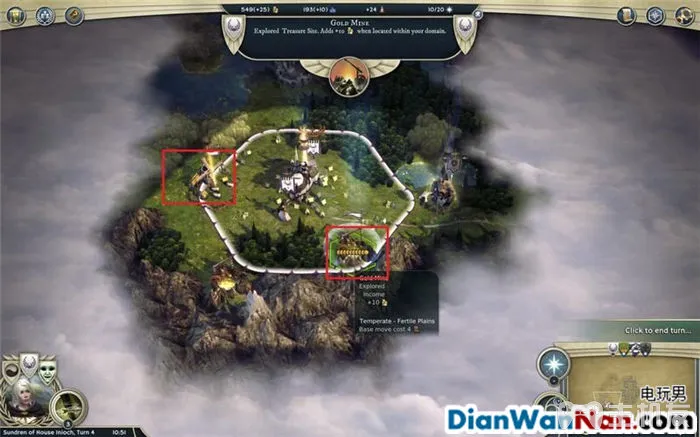 549(+25)
193(+10)
+24
10/20
Gold Mine
Explored Treasure Site. Adds +10 when located within your domain.
Gold Mine
Explored
Income
+10
Temperate - Fertile Plains
Base move cost 4
Click to end turn...
Sundren of House Inioch, Turn 4
10:51
电玩男
DianWanNan.com